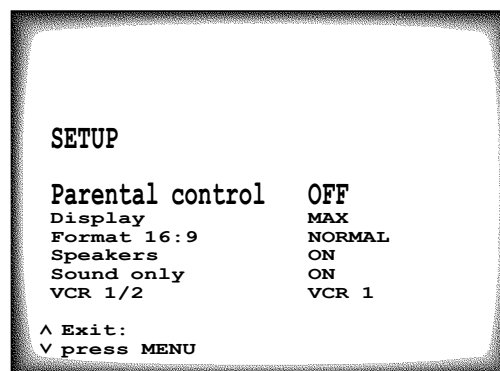 SETUP
Parental control OFF
Display MAX
Format 16:9 NORMAL
Speakers ON
Sound only ON
VCR 1/2 VCR 1
∧ Exit:
∨ press MENU